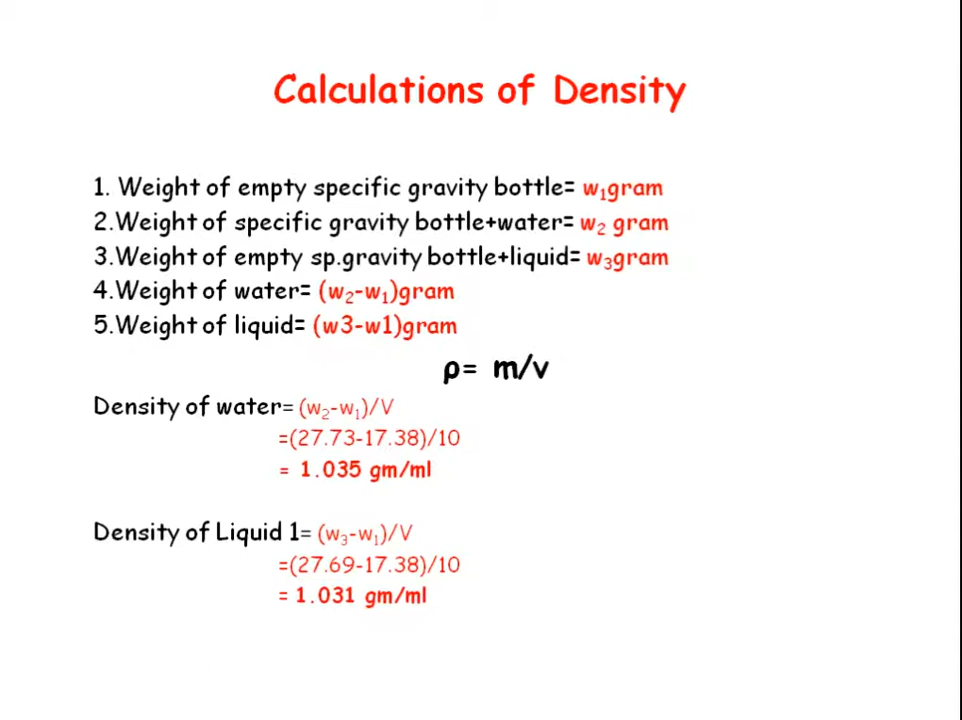 Calculations of Density
1. Weight of empty specific gravity bottle= w₁gram
2.Weight of specific gravity bottle+water= w₂ gram
3.Weight of empty sp.gravity bottle+liquid= w₃gram
4.Weight of water= (w₂-w₁)gram
5.Weight of liquid= (w3-w1)gram
ρ= m/v
Density of water= (w₂-w₁)/V
=(27.73-17.38)/10
= 1.035 gm/ml
Density of Liquid 1= (w₃-w₁)/V
=(27.69-17.38)/10
= 1.031 gm/ml